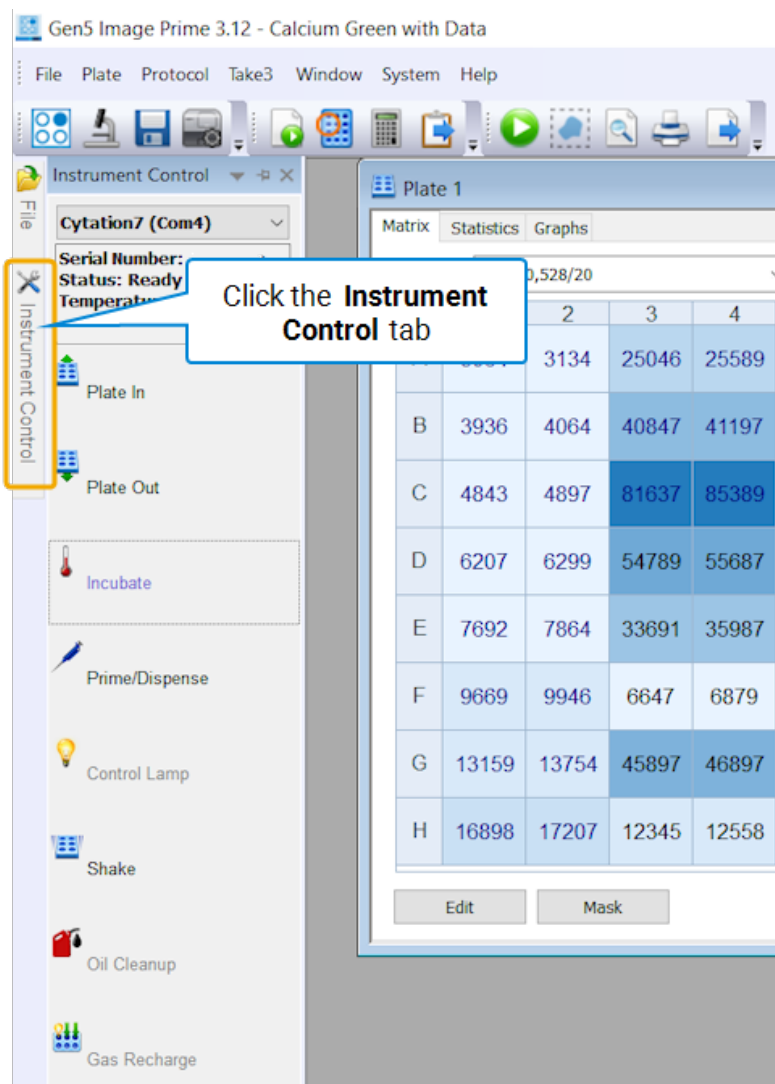 Gen5 Image Prime 3.12 - Calcium Green with Data
File Plate Protocol Take3 Window System Help
File
Instrument Control
Instrument Control
Cytation7 (Com4)
Serial Number:
Status: Ready
Click the Instrument
Control tab
Plate In
Plate Out
Incubate
Prime/Dispense
Control Lamp
Shake
Oil Cleanup
Gas Recharge
Plate 1
Matrix Statistics Graphs
0,528/20
2 3 4
3134 25046 25589
B 3936 4064 40847 41197
C 4843 4897 81637 85389
D 6207 6299 54789 55687
E 7692 7864 33691 35987
F 9669 9946 6647 6879
G 13159 13754 45897 46897
H 16898 17207 12345 12558
Edit Mask